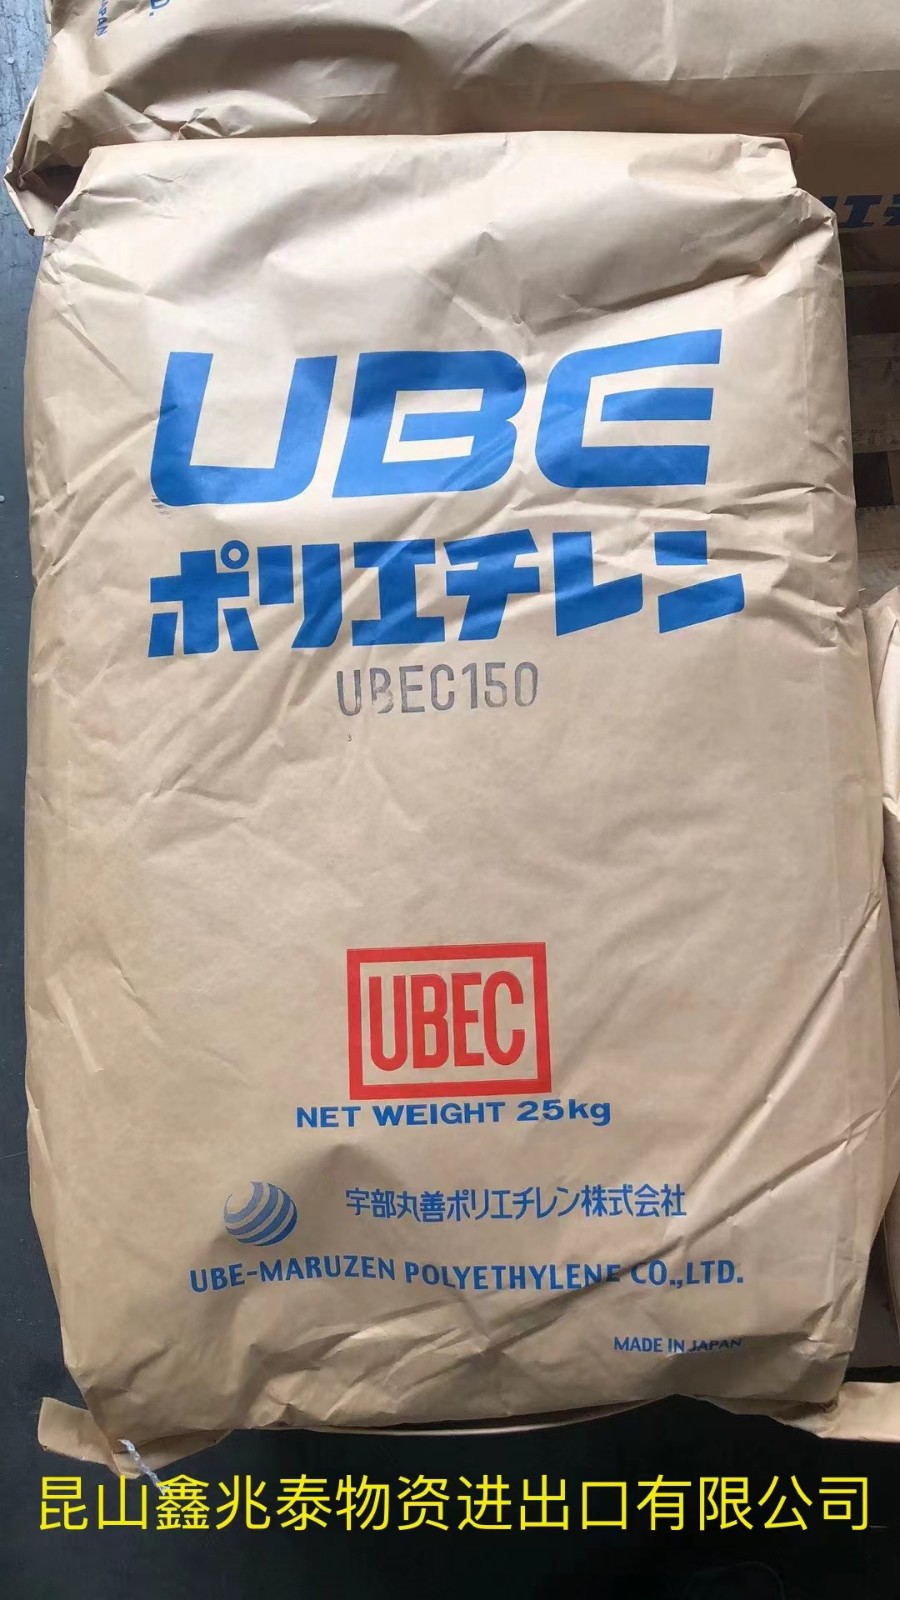 JAPAN
UBE
ポリエチレン
UBEC150
UBEC
NET WEIGHT 25kg
宇部丸善ポリエチレン株式会社
UBE-MARUZEN POLYETHYLENE CO.,LTD.
MADE IN JAPAN
昆山鑫兆泰物资进出口有限公司